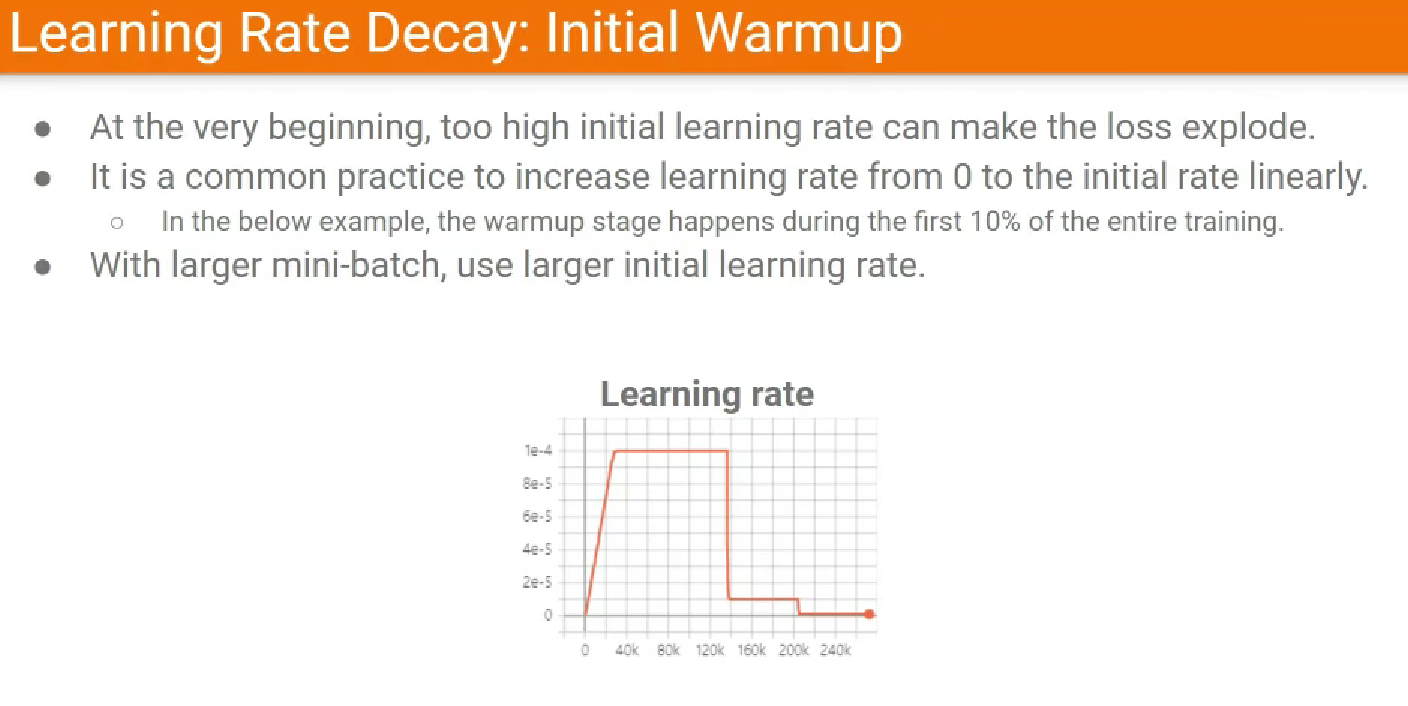 Learning Rate Decay: Initial Warmup
● At the very beginning, too high initial learning rate can make the loss explode.
● It is a common practice to increase learning rate from 0 to the initial rate linearly.
○ In the below example, the warmup stage happens during the first 10% of the entire training.
● With larger mini-batch, use larger initial learning rate.
Learning rate
1e-4
8e-5
6e-5
4e-5
2e-5
0
0 40k 80k 120k 160k 200k 240k